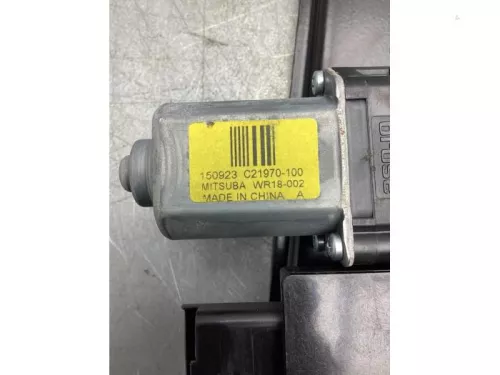 150923 C21970-100
MITSUBA WR18-002
MADE IN CHINA A